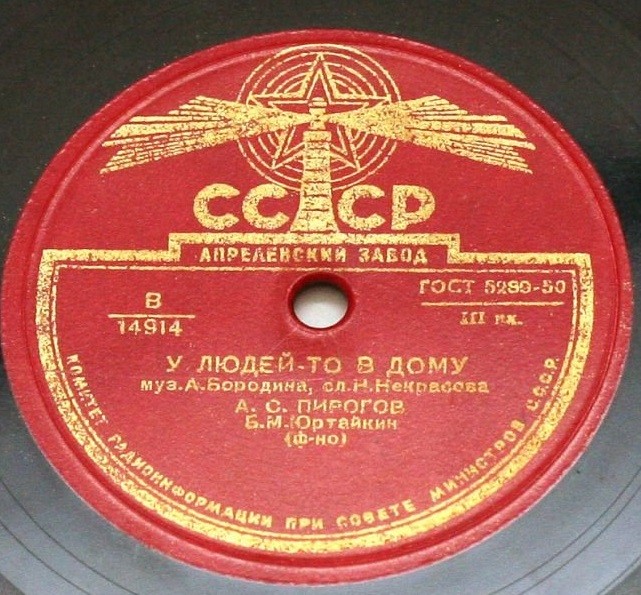 СССР
АПРЕЛЕВСКИЙ ЗАВОД
В
14914
ГОСТ 5289-50
III кл.
У ЛЮДЕЙ-ТО В ДОМУ
муз.А.Бородина, сл.Н.Некрасова
А. С. ПИРОГОВ
Б.М.Юртайкин
(ф-но)
КОМИТЕТ РАДИОИНФОРМАЦИИ ПРИ СОВЕТЕ МИНИСТРОВ СССР